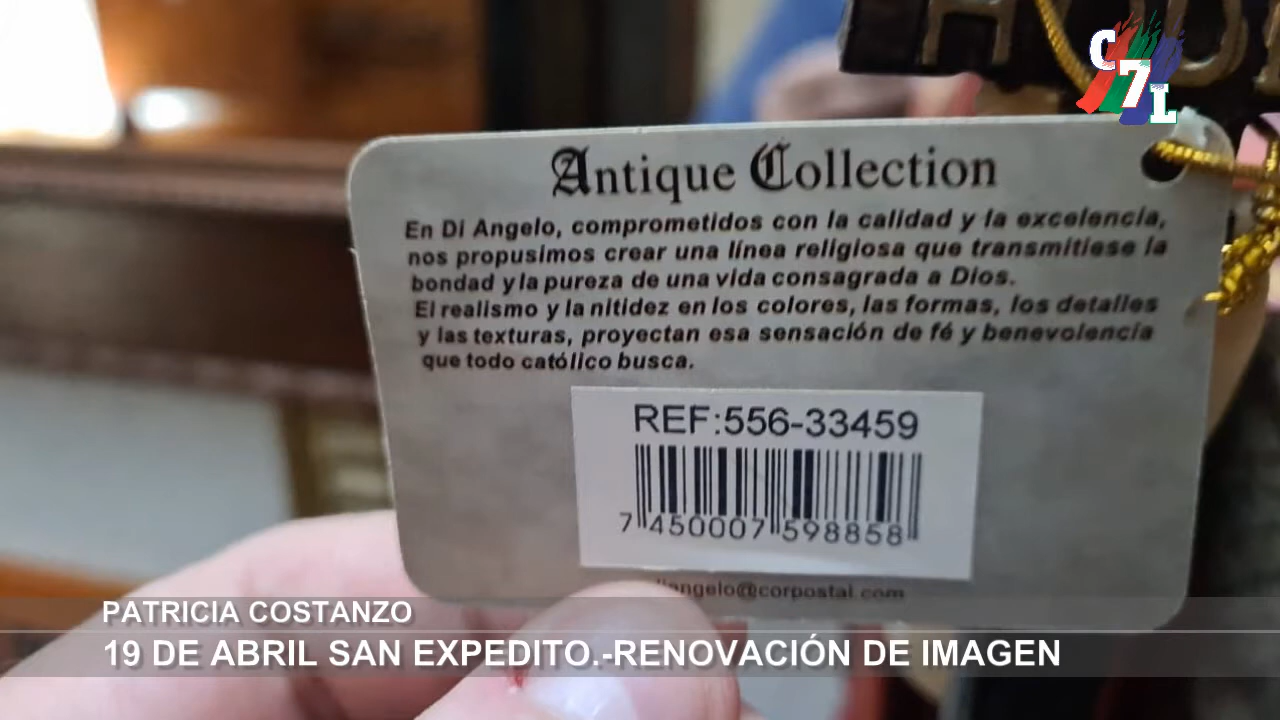 HODI
C7L
Antique Collection
En Di Angelo, comprometidos con la calidad y la excelencia,
nos propusimos crear una línea religiosa que transmitiese la
bondad y la pureza de una vida consagrada a Dios.
El realismo y la nitidez en los colores, las formas, los detalles
y las texturas, proyectan esa sensación de fé y benevolencia
que todo católico busca.
REF:556-33459
7 450007 598858
PATRICIA COSTANZO
19 DE ABRIL SAN EXPEDITO.-RENOVACIÓN DE IMAGEN